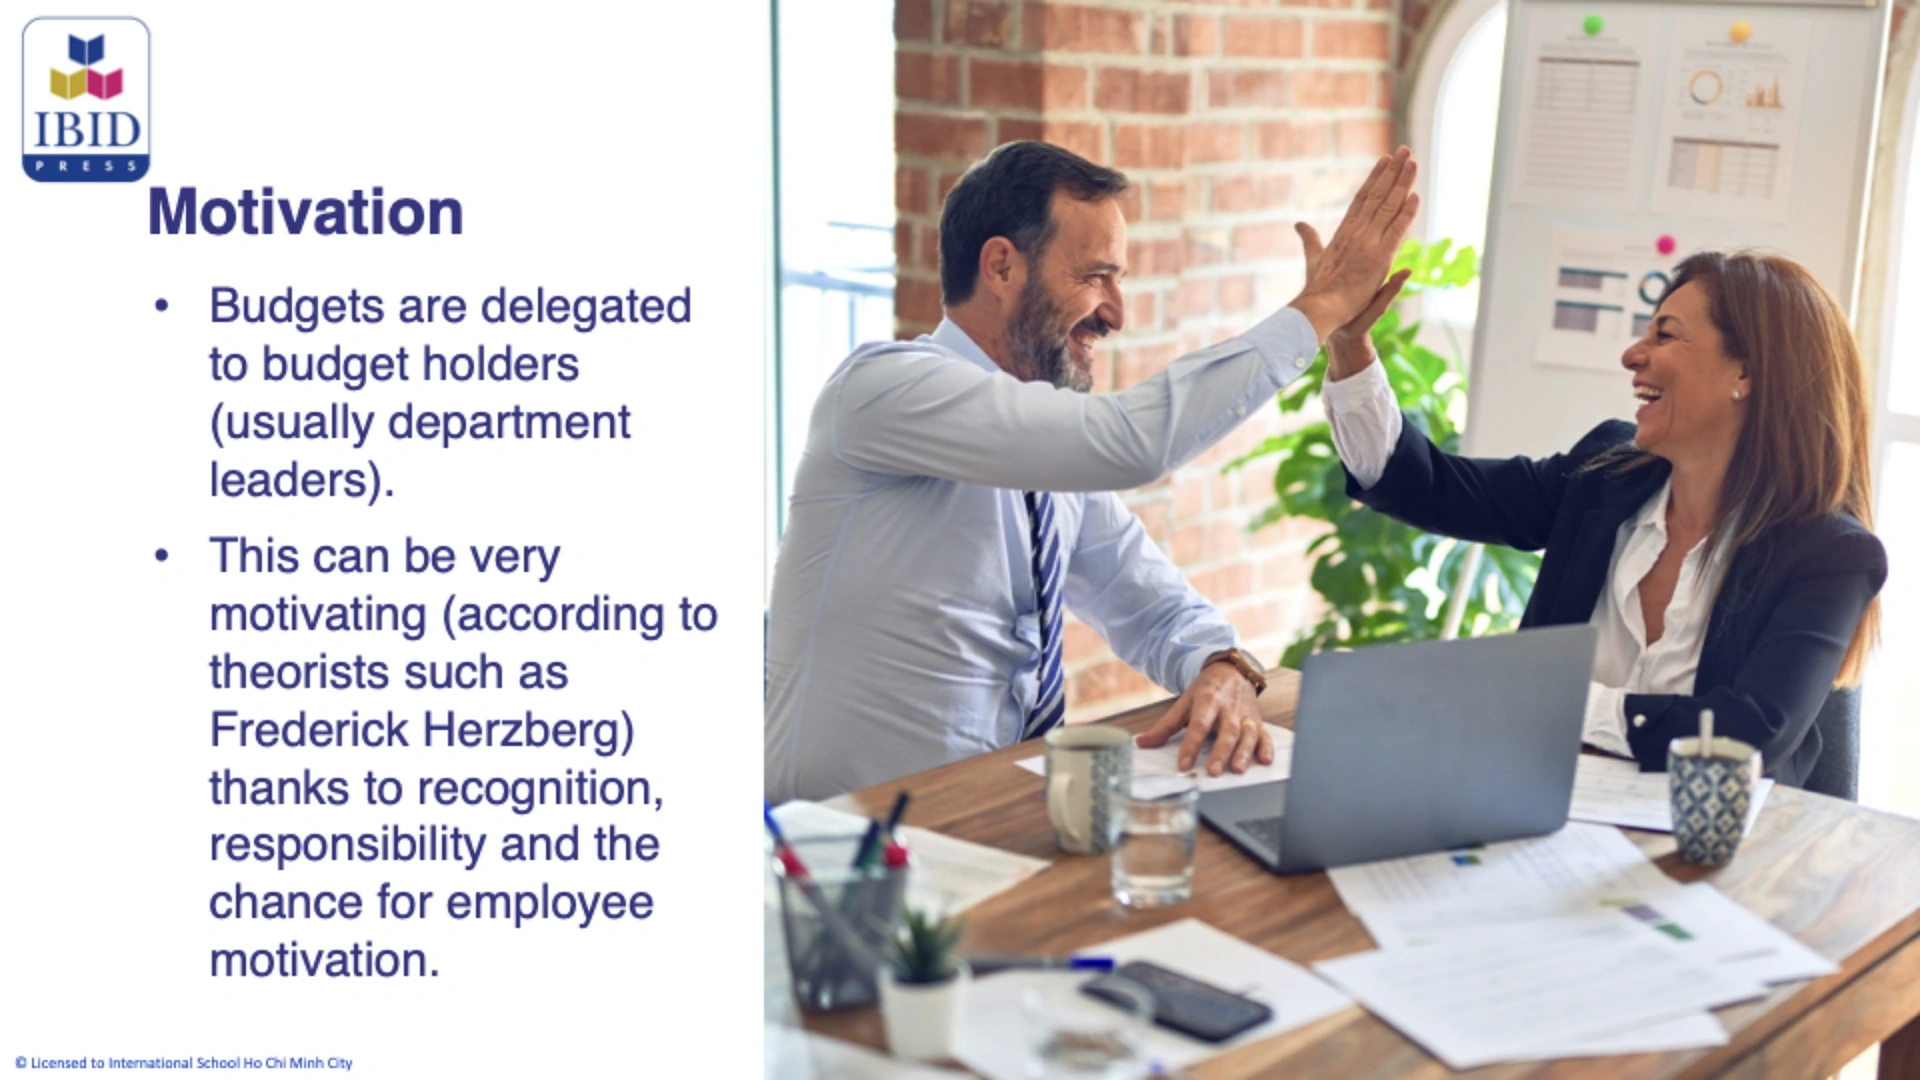 IBID
PRESS
Motivation
• Budgets are delegated
to budget holders
(usually department
leaders).
• This can be very
motivating (according to
theorists such as
Frederick Herzberg)
thanks to recognition,
responsibility and the
chance for employee
motivation.
© Licensed to International School Ho Chi Minh City